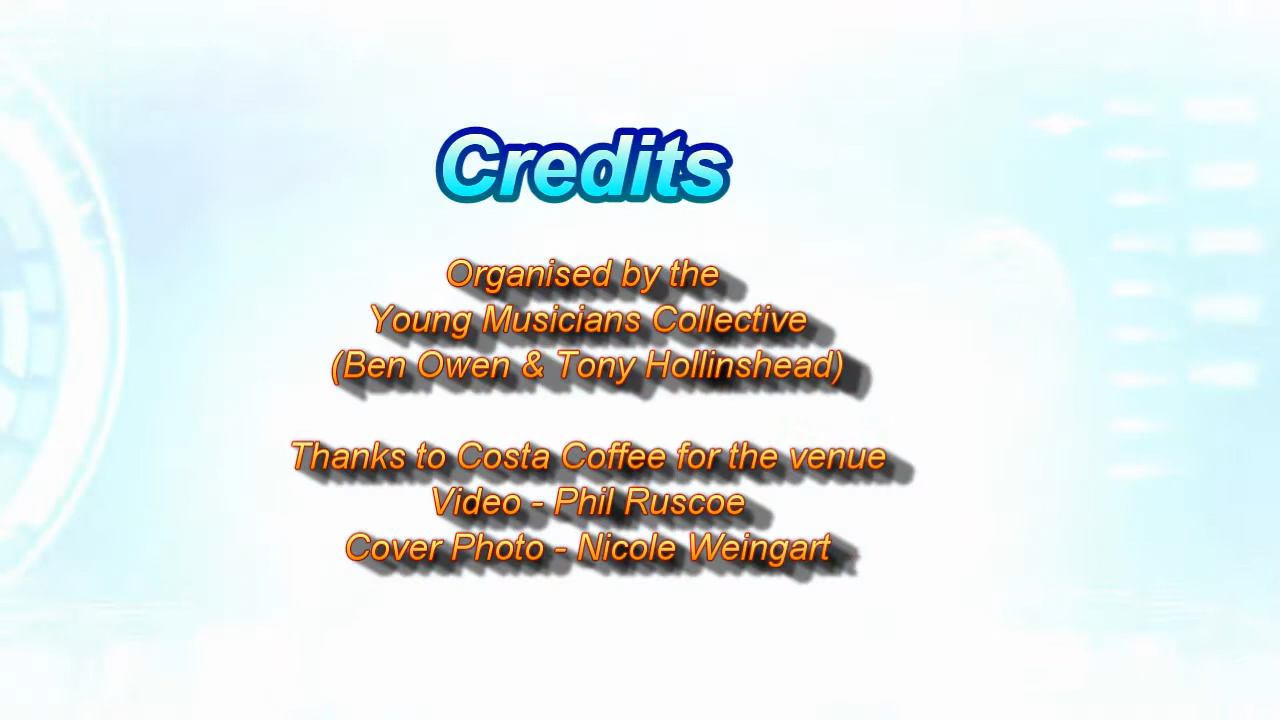 Credits
Organised by the
Young Musicians Collective
(Ben Owen & Tony Hollinshead)
Thanks to Costa Coffee for the venue
Video - Phil Ruscoe
Cover Photo - Nicole Weingart